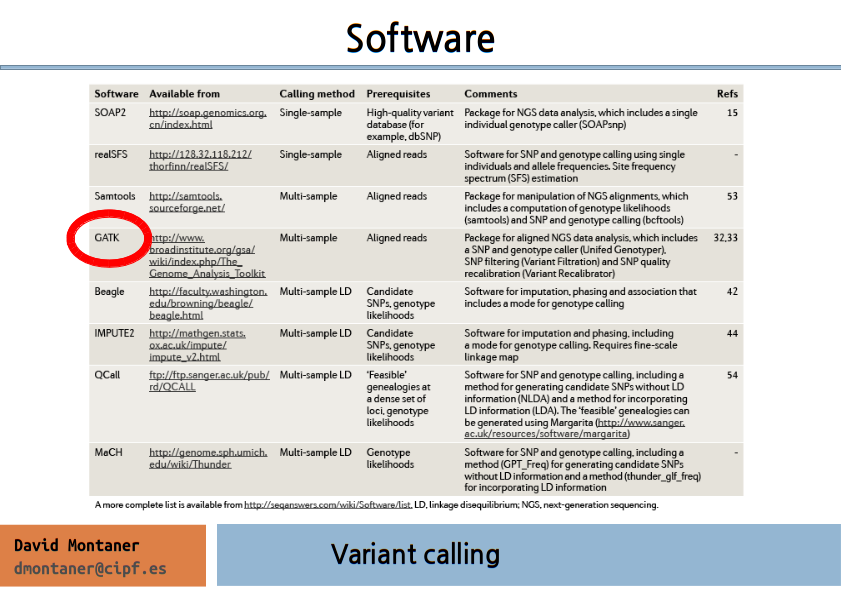 Software
Software Available from Calling method Prerequisites Comments Refs
SOAP2 http://soap.genomics.org. Single-sample High-quality variant Package for NGS data analysis, which includes a single 15
cn/index.html database (for individual genotype caller (SOAPsnp)
example, dbSNP)
realSFS http://128.32.118.212/ Single-sample Aligned reads Software for SNP and genotype calling using single -
thorfinn/realSFS/ individuals and allele frequencies. Site frequency
spectrum (SFS) estimation
Samtools http://samtools. Multi-sample Aligned reads Package for manipulation of NGS alignments, which 53
sourceforge.net/ includes a computation of genotype likelihoods
(samtools) and SNP and genotype calling (bcftools)
GATK http://www. Multi-sample Aligned reads Package for aligned NGS data analysis, which includes 32,33
broadinstitute.org/gsa/ a SNP and genotype caller (Unifed Genotyper),
wiki/index.php/The_ SNP filtering (Variant Filtration) and SNP quality
Genome_Analysis_Toolkit recalibration (Variant Recalibrator)
Beagle http://faculty.washington. Multi-sample LD Candidate Software for imputation, phasing and association that 42
edu/browning/beagle/ SNPs, genotype includes a mode for genotype calling
beagle.html likelihoods
IMPUTE2 http://mathgen.stats. Multi-sample LD Candidate Software for imputation and phasing, including 44
ox.ac.uk/impute/ SNPs, genotype a mode for genotype calling. Requires fine-scale
impute_v2.html likelihoods linkage map
QCall ftp://ftp.sanger.ac.uk/pub/ Multi-sample LD 'Feasible' Software for SNP and genotype calling, including a 54
rd/QCALL genealogies at method for generating candidate SNPs without LD
a dense set of information (NLDA) and a method for incorporating
loci, genotype LD information (LDA). The 'feasible' genealogies can
likelihoods be generated using Margarita (http://www.sanger.
ac.uk/resources/software/margarita)
MaCH http://genome.sph.umich. Multi-sample LD Genotype Software for SNP and genotype calling, including a -
edu/wiki/Thunder likelihoods method (GPT_Freq) for generating candidate SNPs
without LD information and a method (thunder_glf_freq)
for incorporating LD information
A more complete list is available from http://seqanswers.com/wiki/Software/list. LD, linkage disequilibrium; NGS, next-generation sequencing.
David Montaner
dmontaner@cipf.es
Variant calling